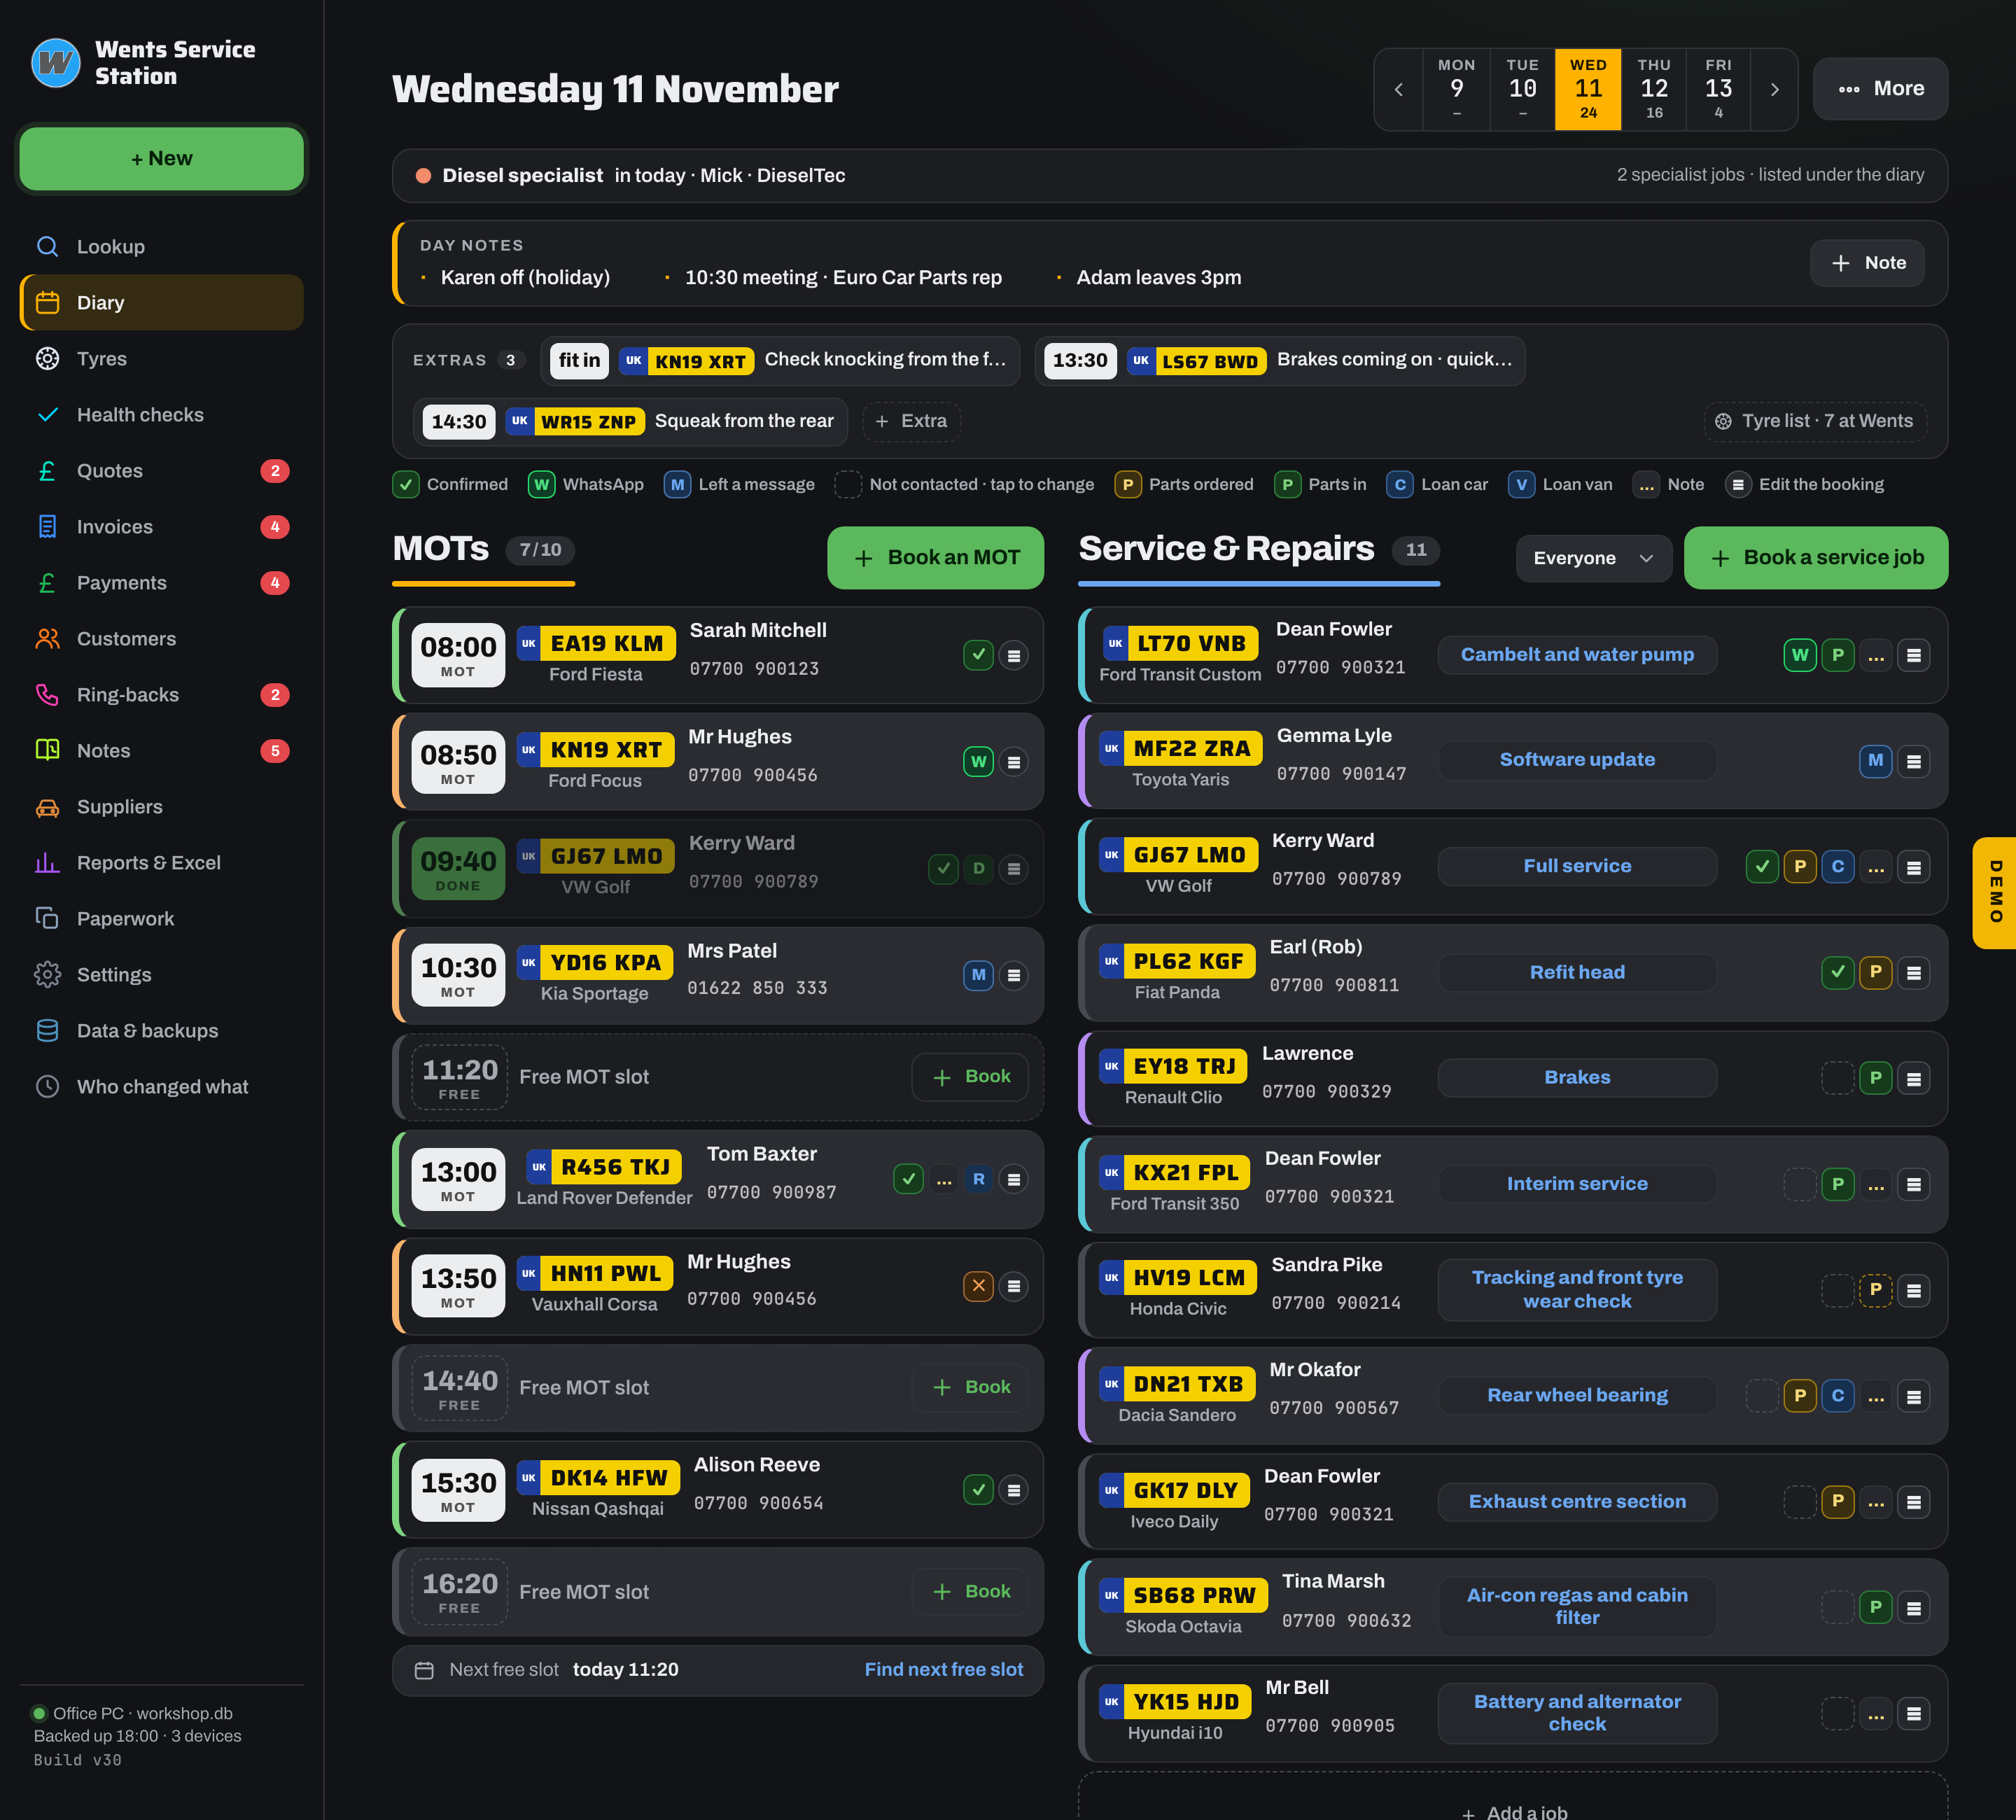 Wents Service
Station
+ New
Lookup
Diary
Tyres
Health checks
Quotes 2
Invoices 4
Payments 4
Customers
Ring-backs 2
Notes 5
Suppliers
Reports & Excel
Paperwork
Settings
Data & backups
Who changed what
Office PC · workshop.db
Backed up 18:00 · 3 devices
Build v30
Wednesday 11 November
MON TUE WED THU FRI
9 10 11 12 13
– – 24 16 4
More
Diesel specialist in today · Mick · DieselTec
2 specialist jobs · listed under the diary
DAY NOTES
· Karen off (holiday) · 10:30 meeting · Euro Car Parts rep · Adam leaves 3pm
+ Note
EXTRAS 3 fit in UK KN19 XRT Check knocking from the f... 13:30 UK LS67 BWD Brakes coming on · quick...
14:30 UK WR15 ZNP Squeak from the rear + Extra Tyre list · 7 at Wents
Confirmed W WhatsApp M Left a message Not contacted · tap to change P Parts ordered P Parts in C Loan car V Loan van ... Note Edit the booking
MOTs 7/10 + Book an MOT
08:00 MOT UK EA19 KLM Sarah Mitchell
Ford Fiesta 07700 900123
08:50 MOT UK KN19 XRT Mr Hughes W
Ford Focus 07700 900456
09:40 DONE UK GJ67 LMO Kerry Ward D
VW Golf 07700 900789
10:30 MOT UK YD16 KPA Mrs Patel M
Kia Sportage 01622 850 333
11:20 FREE Free MOT slot + Book
13:00 MOT UK R456 TKJ Tom Baxter ... R
Land Rover Defender 07700 900987
13:50 MOT UK HN11 PWL Mr Hughes
Vauxhall Corsa 07700 900456
14:40 FREE Free MOT slot + Book
15:30 MOT UK DK14 HFW Alison Reeve
Nissan Qashqai 07700 900654
16:20 FREE Free MOT slot + Book
Next free slot today 11:20 Find next free slot
Service & Repairs 11 Everyone + Book a service job
UK LT70 VNB Dean Fowler Cambelt and water pump W P ...
Ford Transit Custom 07700 900321
UK MF22 ZRA Gemma Lyle Software update M
Toyota Yaris 07700 900147
UK GJ67 LMO Kerry Ward Full service P C ...
VW Golf 07700 900789
UK PL62 KGF Earl (Rob) Refit head P
Fiat Panda 07700 900811
UK EY18 TRJ Lawrence Brakes P
Renault Clio 07700 900329
UK KX21 FPL Dean Fowler Interim service P ...
Ford Transit 350 07700 900321
UK HV19 LCM Sandra Pike Tracking and front tyre wear check P
Honda Civic 07700 900214
UK DN21 TXB Mr Okafor Rear wheel bearing P C ...
Dacia Sandero 07700 900567
UK GK17 DLY Dean Fowler Exhaust centre section P ...
Iveco Daily 07700 900321
UK SB68 PRW Tina Marsh Air-con regas and cabin filter P
Skoda Octavia 07700 900632
UK YK15 HJD Mr Bell Battery and alternator check ...
Hyundai i10 07700 900905
+ Add a job
DEMO